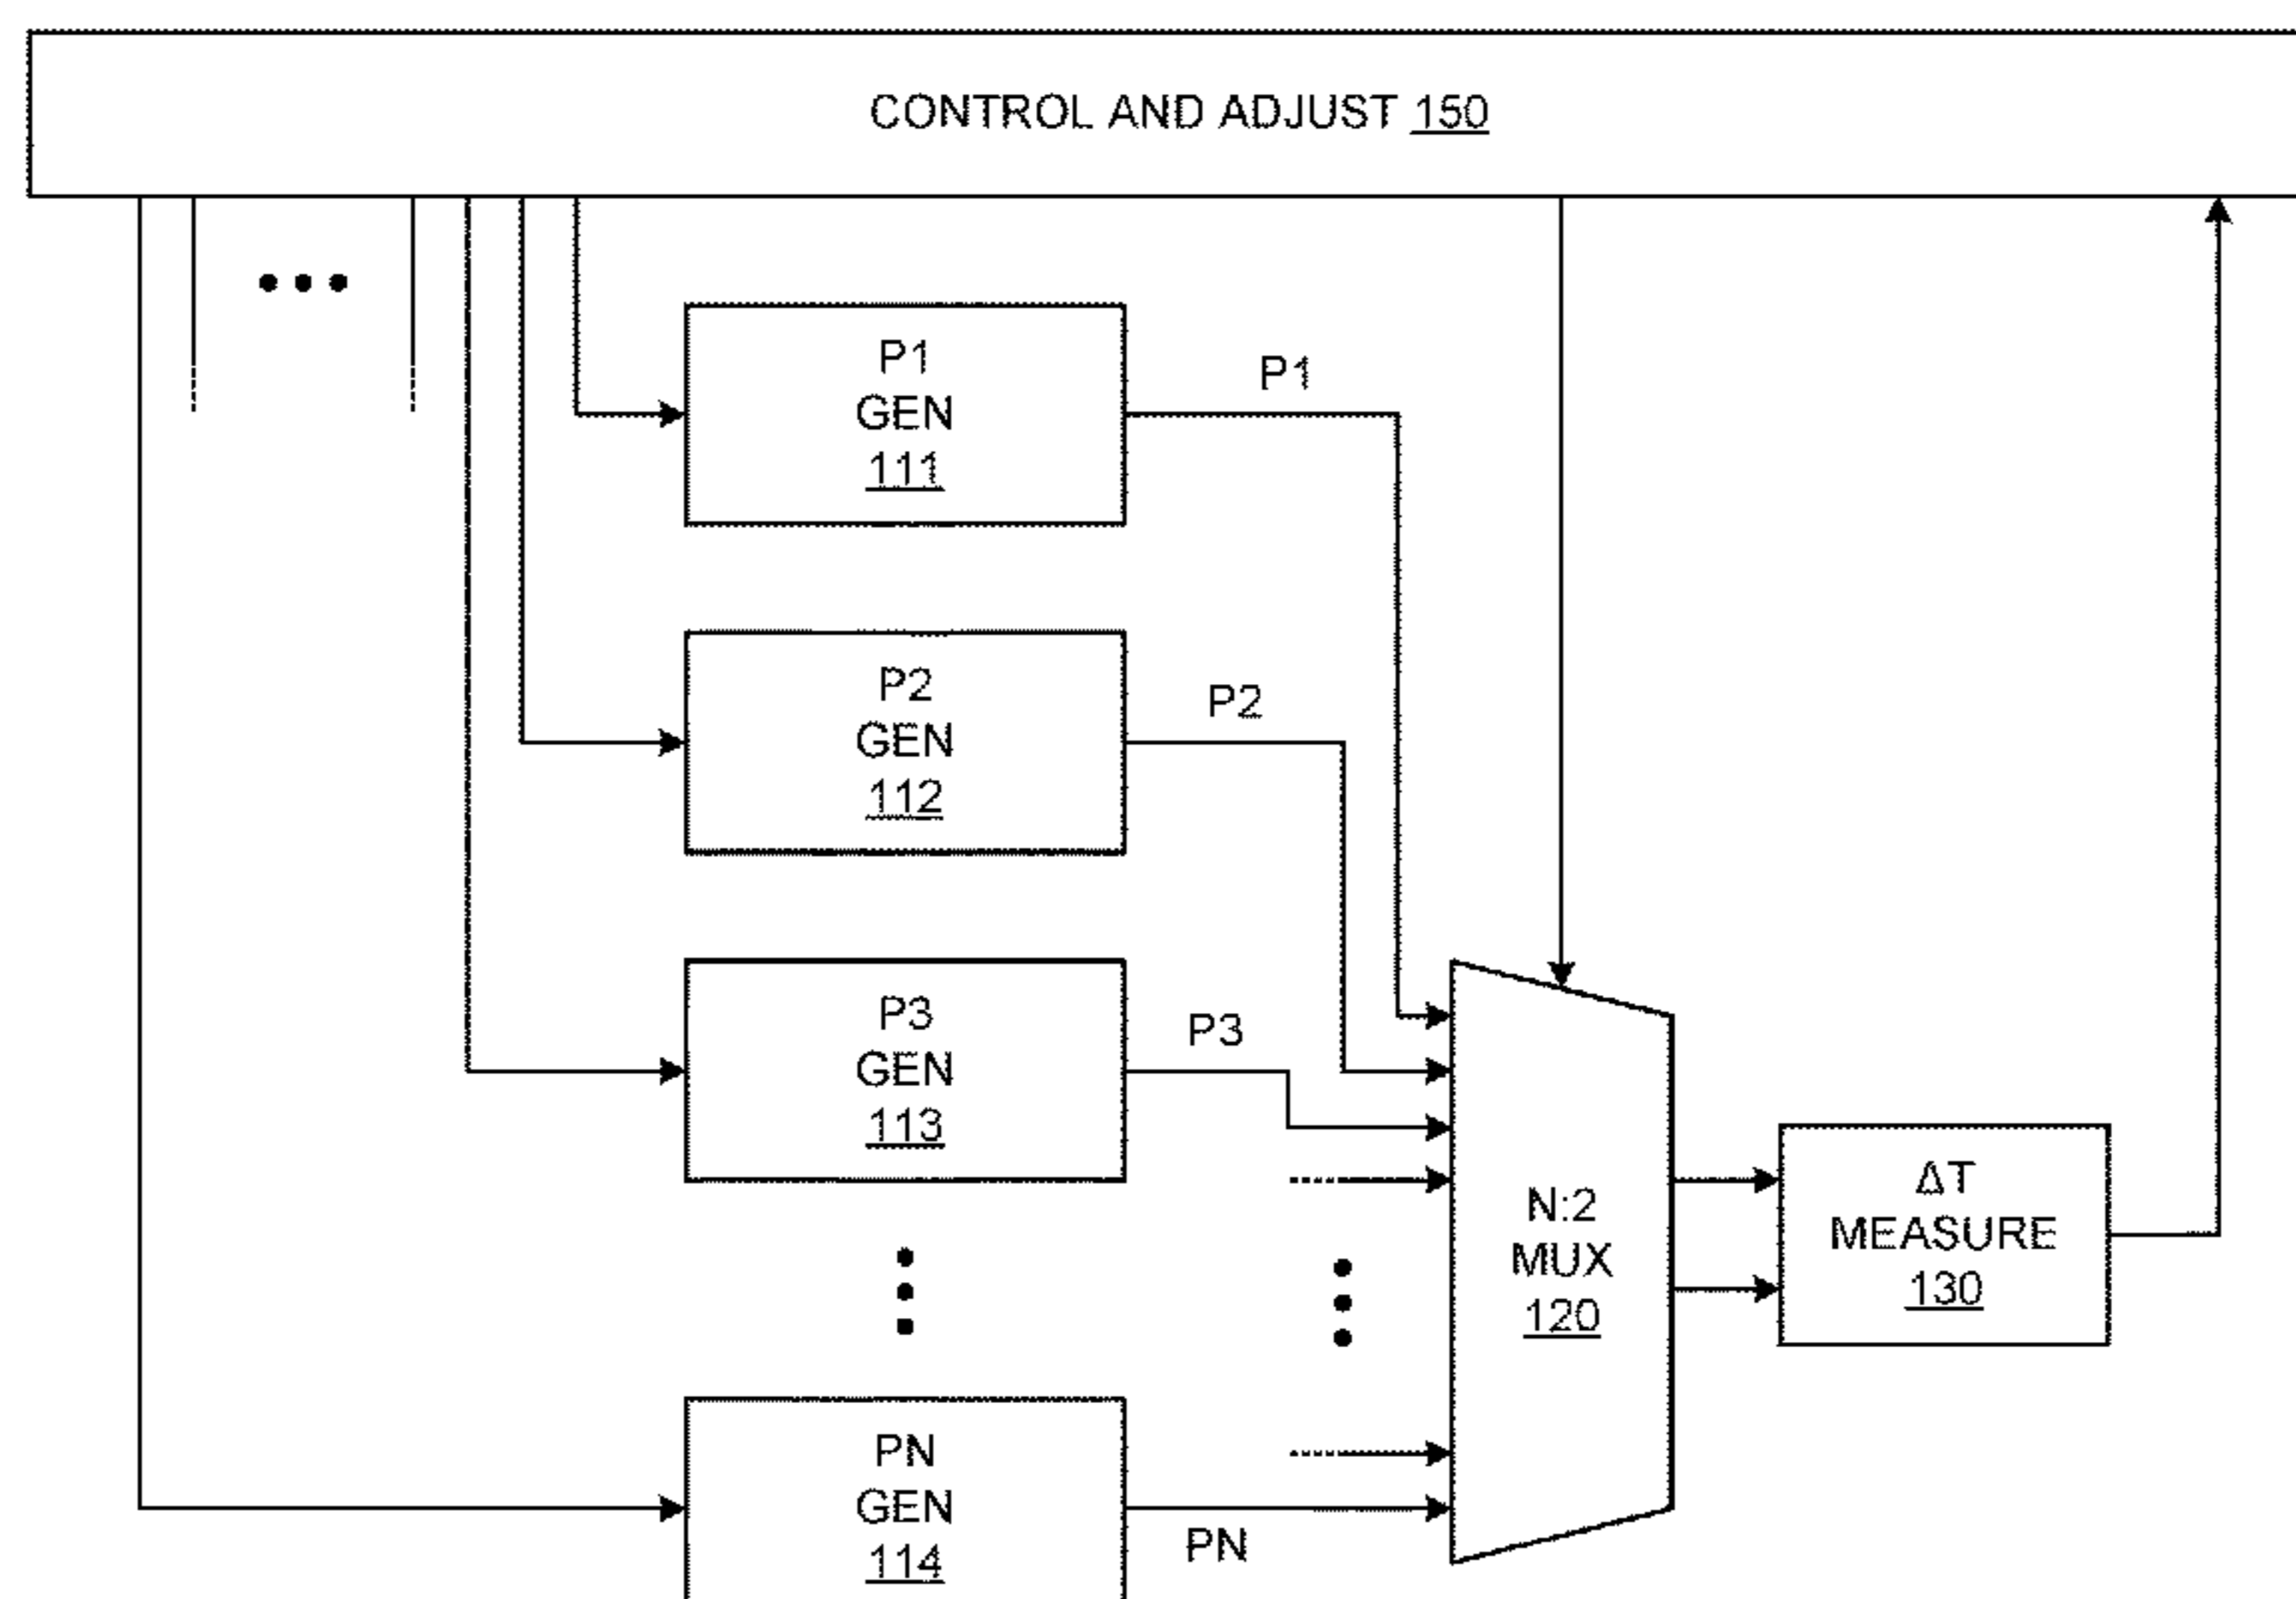 CONTROL AND ADJUST 150
P1
GEN
111
P1
P2
GEN
112
P2
P3
GEN
113
P3
N:2
MUX
120
ΔT
MEASURE
130
PN
GEN
114
PN